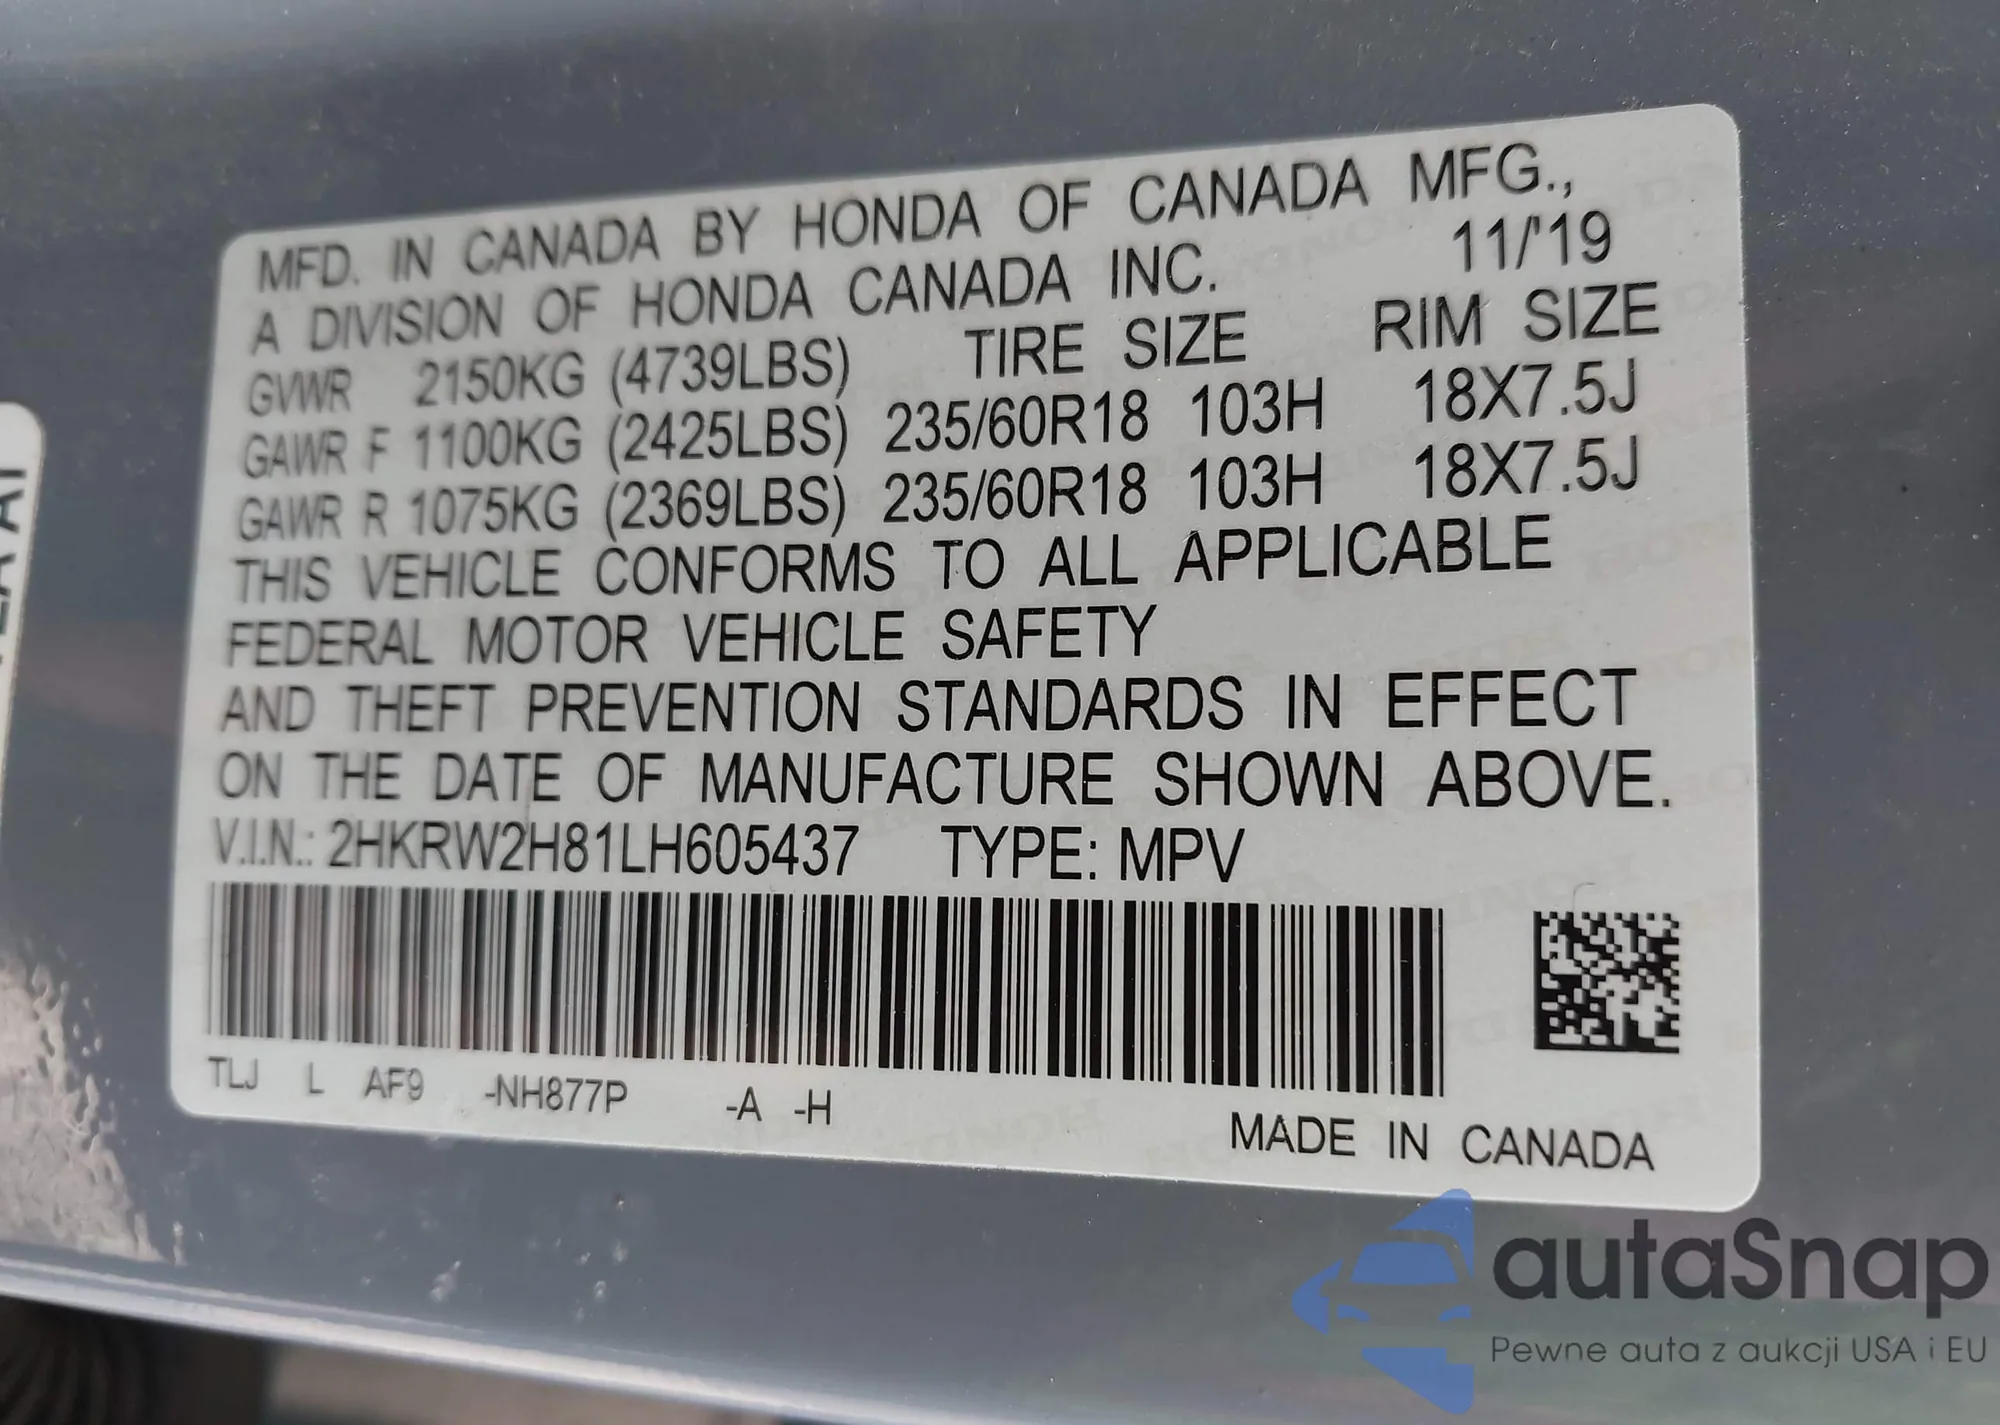 MFD. IN CANADA BY HONDA OF CANADA MFG.,
A DIVISION OF HONDA CANADA INC. 11/'19
GVWR 2150KG (4739LBS) TIRE SIZE RIM SIZE
GAWR F 1100KG (2425LBS) 235/60R18 103H 18X7.5J
GAWR R 1075KG (2369LBS) 235/60R18 103H 18X7.5J
THIS VEHICLE CONFORMS TO ALL APPLICABLE
FEDERAL MOTOR VEHICLE SAFETY
AND THEFT PREVENTION STANDARDS IN EFFECT
ON THE DATE OF MANUFACTURE SHOWN ABOVE.
V.I.N.: 2HKRW2H81LH605437 TYPE: MPV
TLJ L AF9 -NH877P -A -H
MADE IN CANADA
autaSnap
Pewne auta z aukcji USA i EU